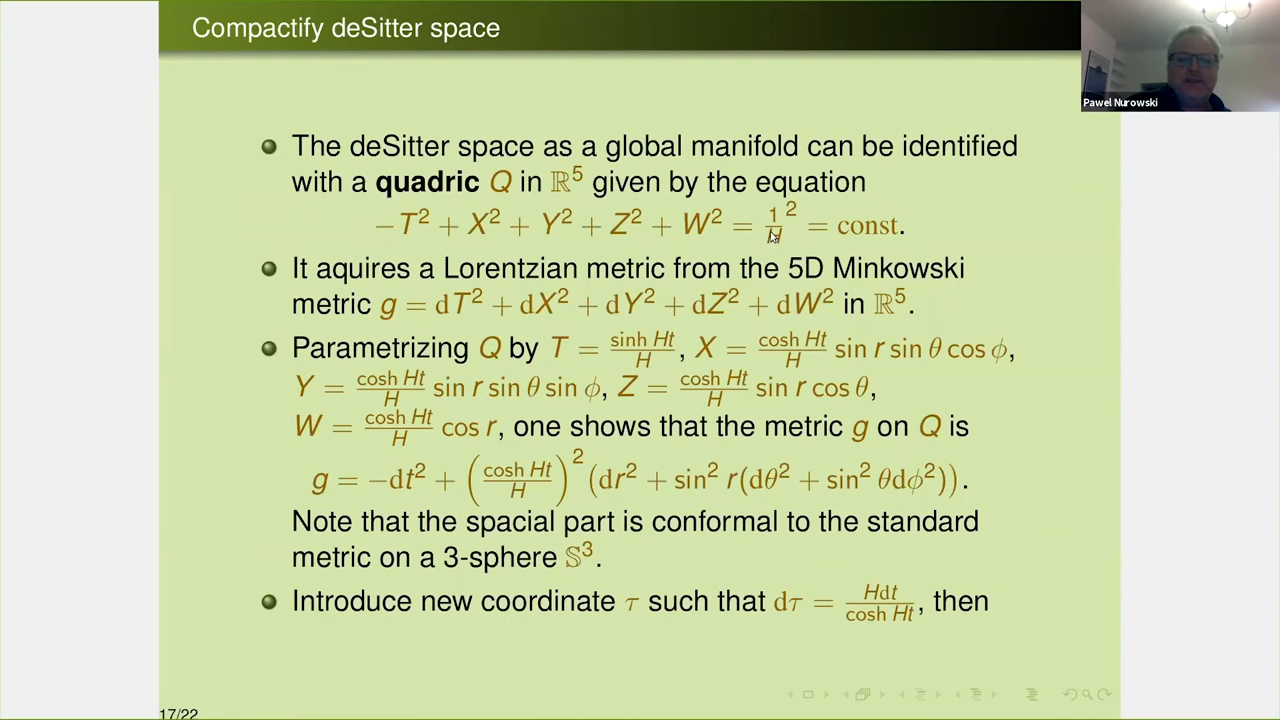 Compactify deSitter space
Pawel Nurowski
The deSitter space as a global manifold can be identified
with a quadric Q in ℝ⁵ given by the equation
−T² + X² + Y² + Z² + W² = 1/H ² = const.
It aquires a Lorentzian metric from the 5D Minkowski
metric g = dT² + dX² + dY² + dZ² + dW² in ℝ⁵.
Parametrizing Q by T = sinh Ht/H, X = cosh Ht/H sin r sin θ cos ϕ,
Y = cosh Ht/H sin r sin θ sin ϕ, Z = cosh Ht/H sin r cos θ,
W = cosh Ht/H cos r, one shows that the metric g on Q is
g = −dt² + (cosh Ht/H)² (dr² + sin² r(dθ² + sin² θdϕ²)).
Note that the spacial part is conformal to the standard
metric on a 3-sphere 𝕊³.
Introduce new coordinate τ such that dτ = Hdt/cosh Ht, then
17/22